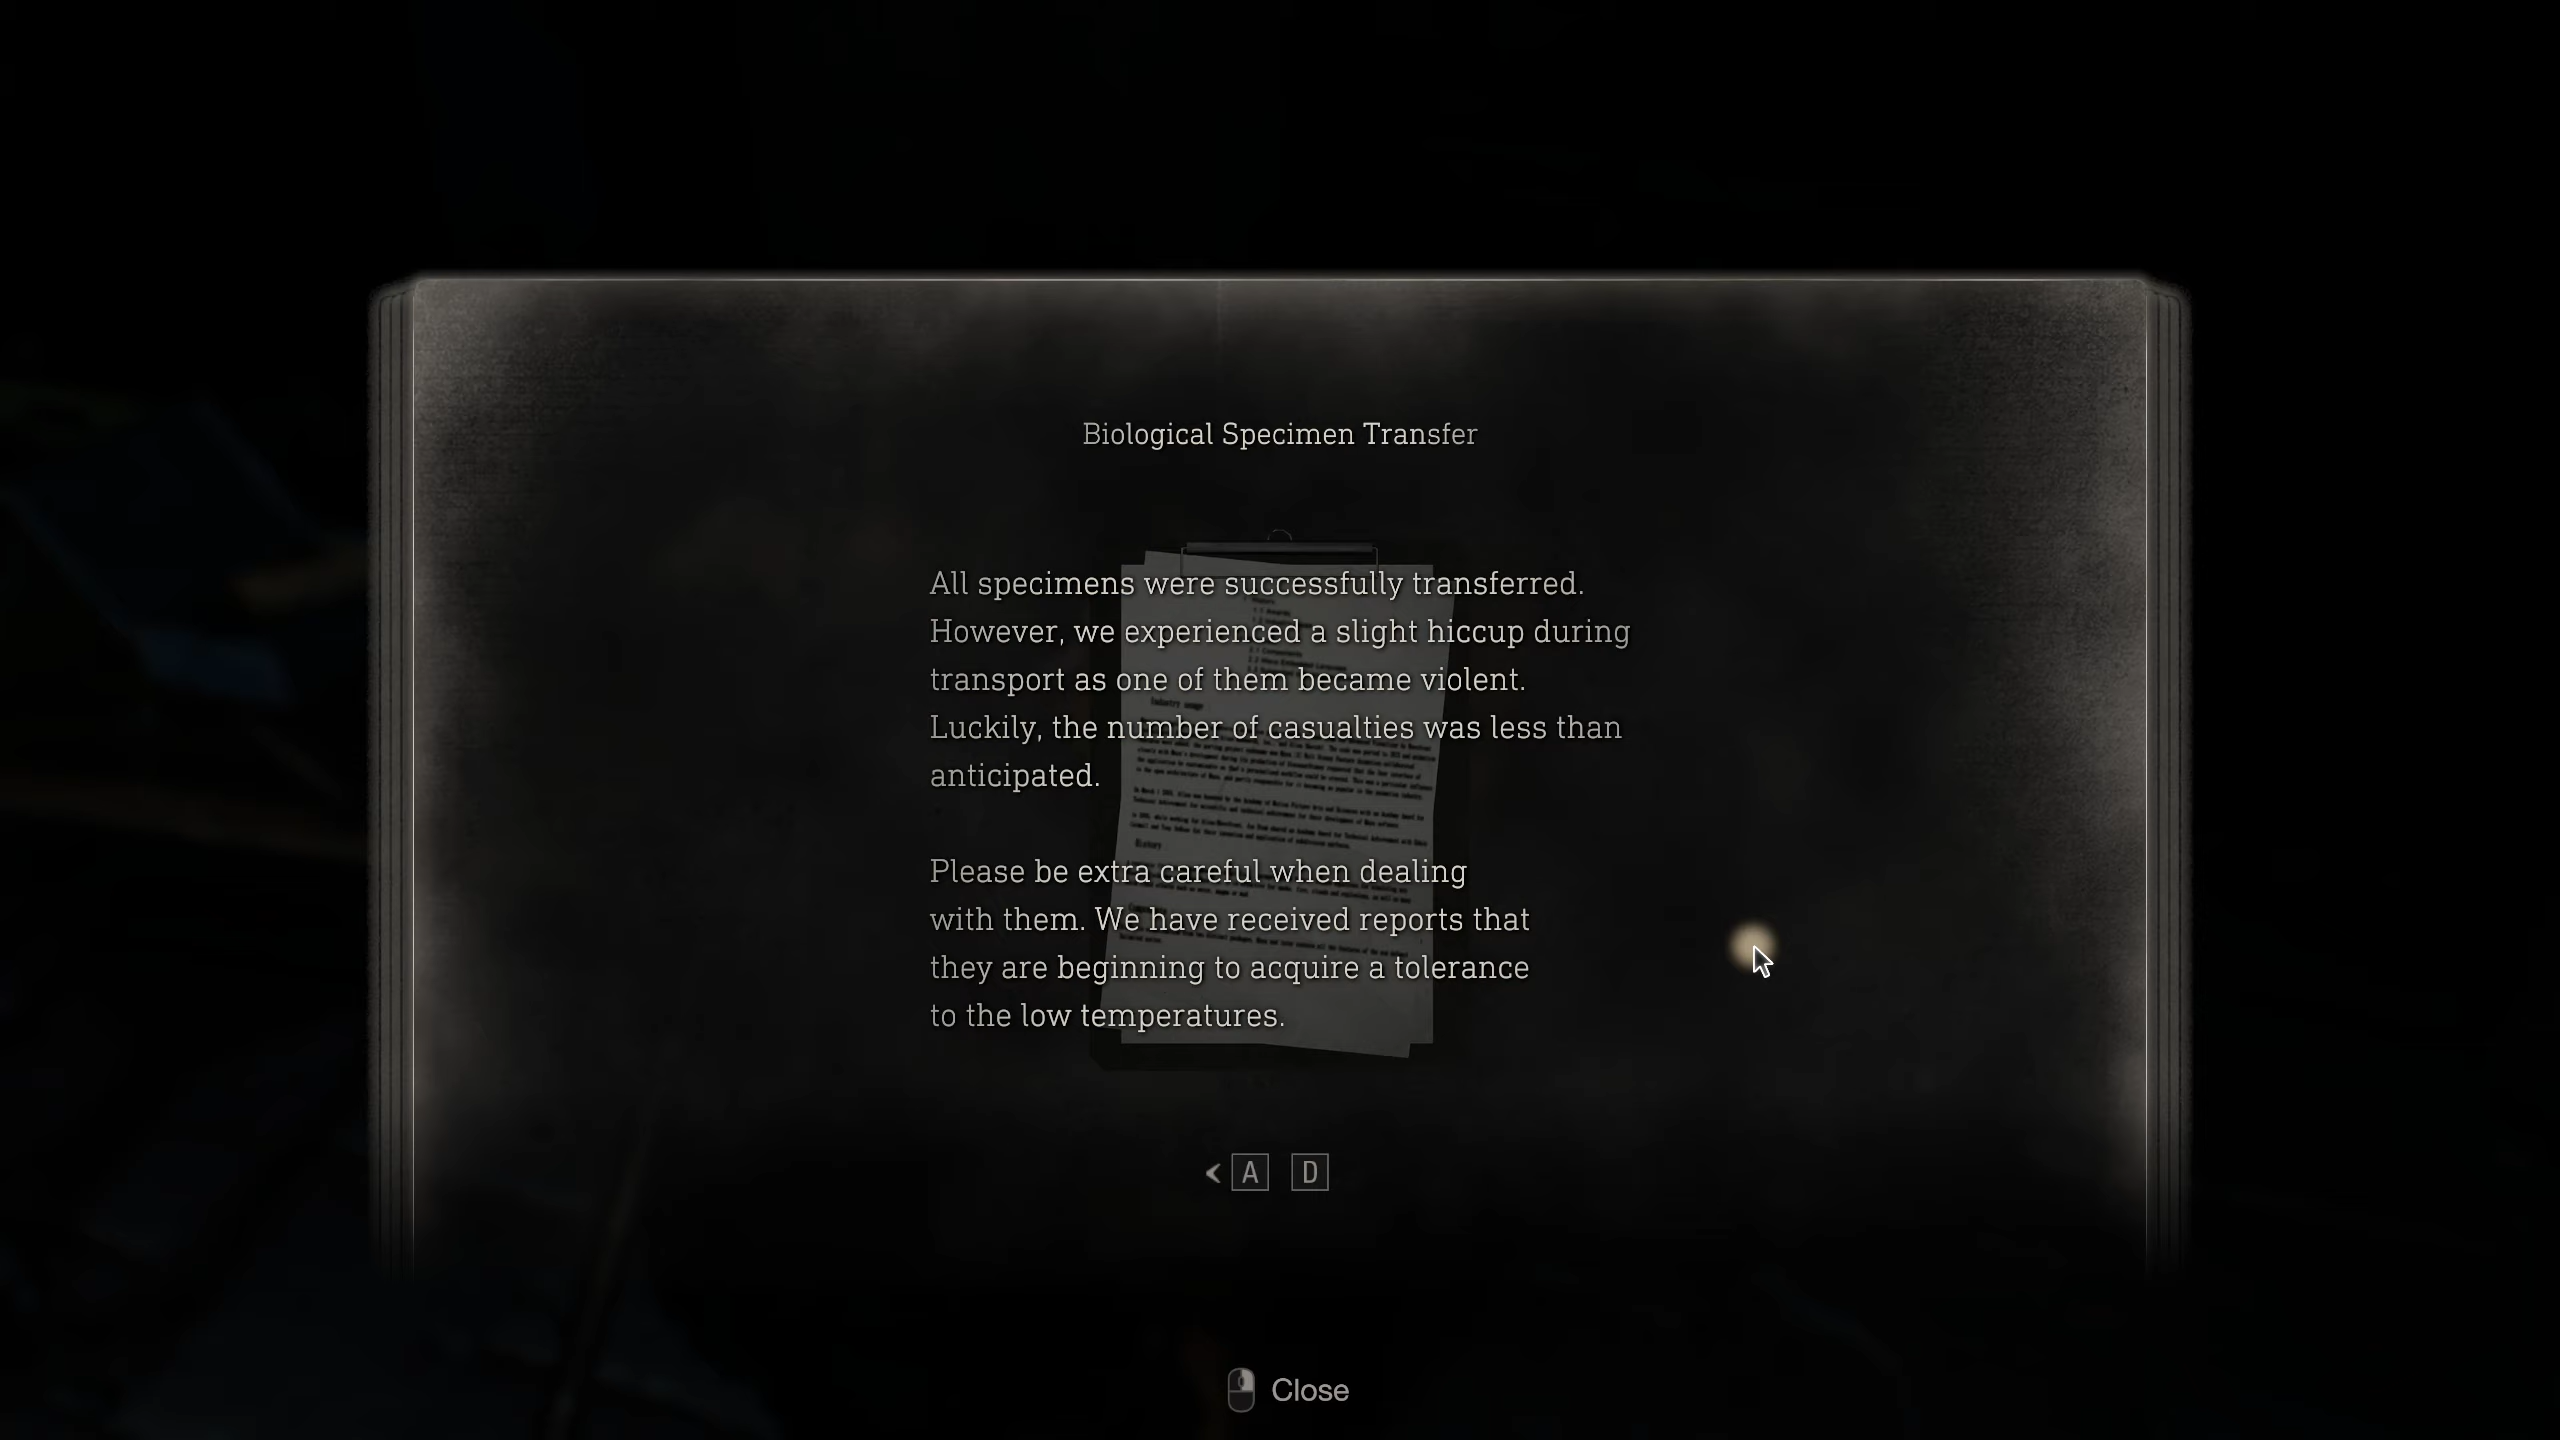 Biological Specimen Transfer
All specimens were successfully transferred.
However, we experienced a slight hiccup during
transport as one of them became violent.
Luckily, the number of casualties was less than
anticipated.
Please be extra careful when dealing
with them. We have received reports that
they are beginning to acquire a tolerance
to the low temperatures.
A D
Close